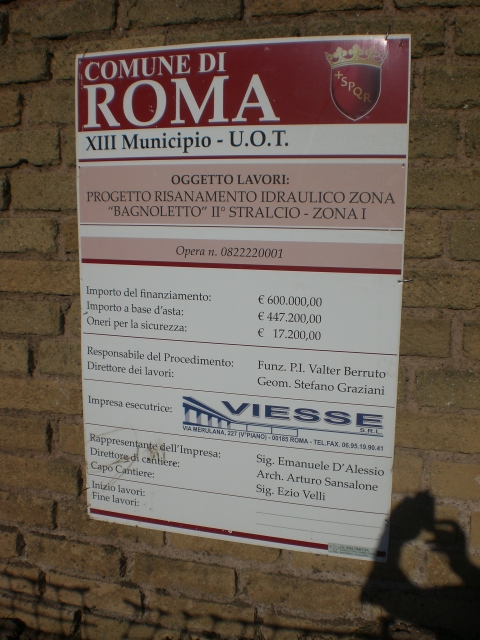 COMUNE DI
ROMA
SPQR
XIII Municipio - U.O.T.
OGGETTO LAVORI:
PROGETTO RISANAMENTO IDRAULICO ZONA
"BAGNOLETTO" II° STRALCIO - ZONA I
Opera n. 0822220001
Importo del finanziamento: € 600.000,00
Importo a base d'asta: € 447.200,00
Oneri per la sicurezza: € 17.200,00
Responsabile del Procedimento: Funz. P.I. Valter Berruto
Direttore dei lavori: Geom. Stefano Graziani
Impresa esecutrice: VIESSE S.R.L.
VIA MERULANA, 227 (V°PIANO) - 00185 ROMA - TEL.FAX. 06.95.19.90.41
Rappresentante dell'Impresa: Sig. Emanuele D'Alessio
Direttore di cantiere: Arch. Arturo Sansalone
Capo Cantiere: Sig. Ezio Velli
Inizio lavori:
Fine lavori: